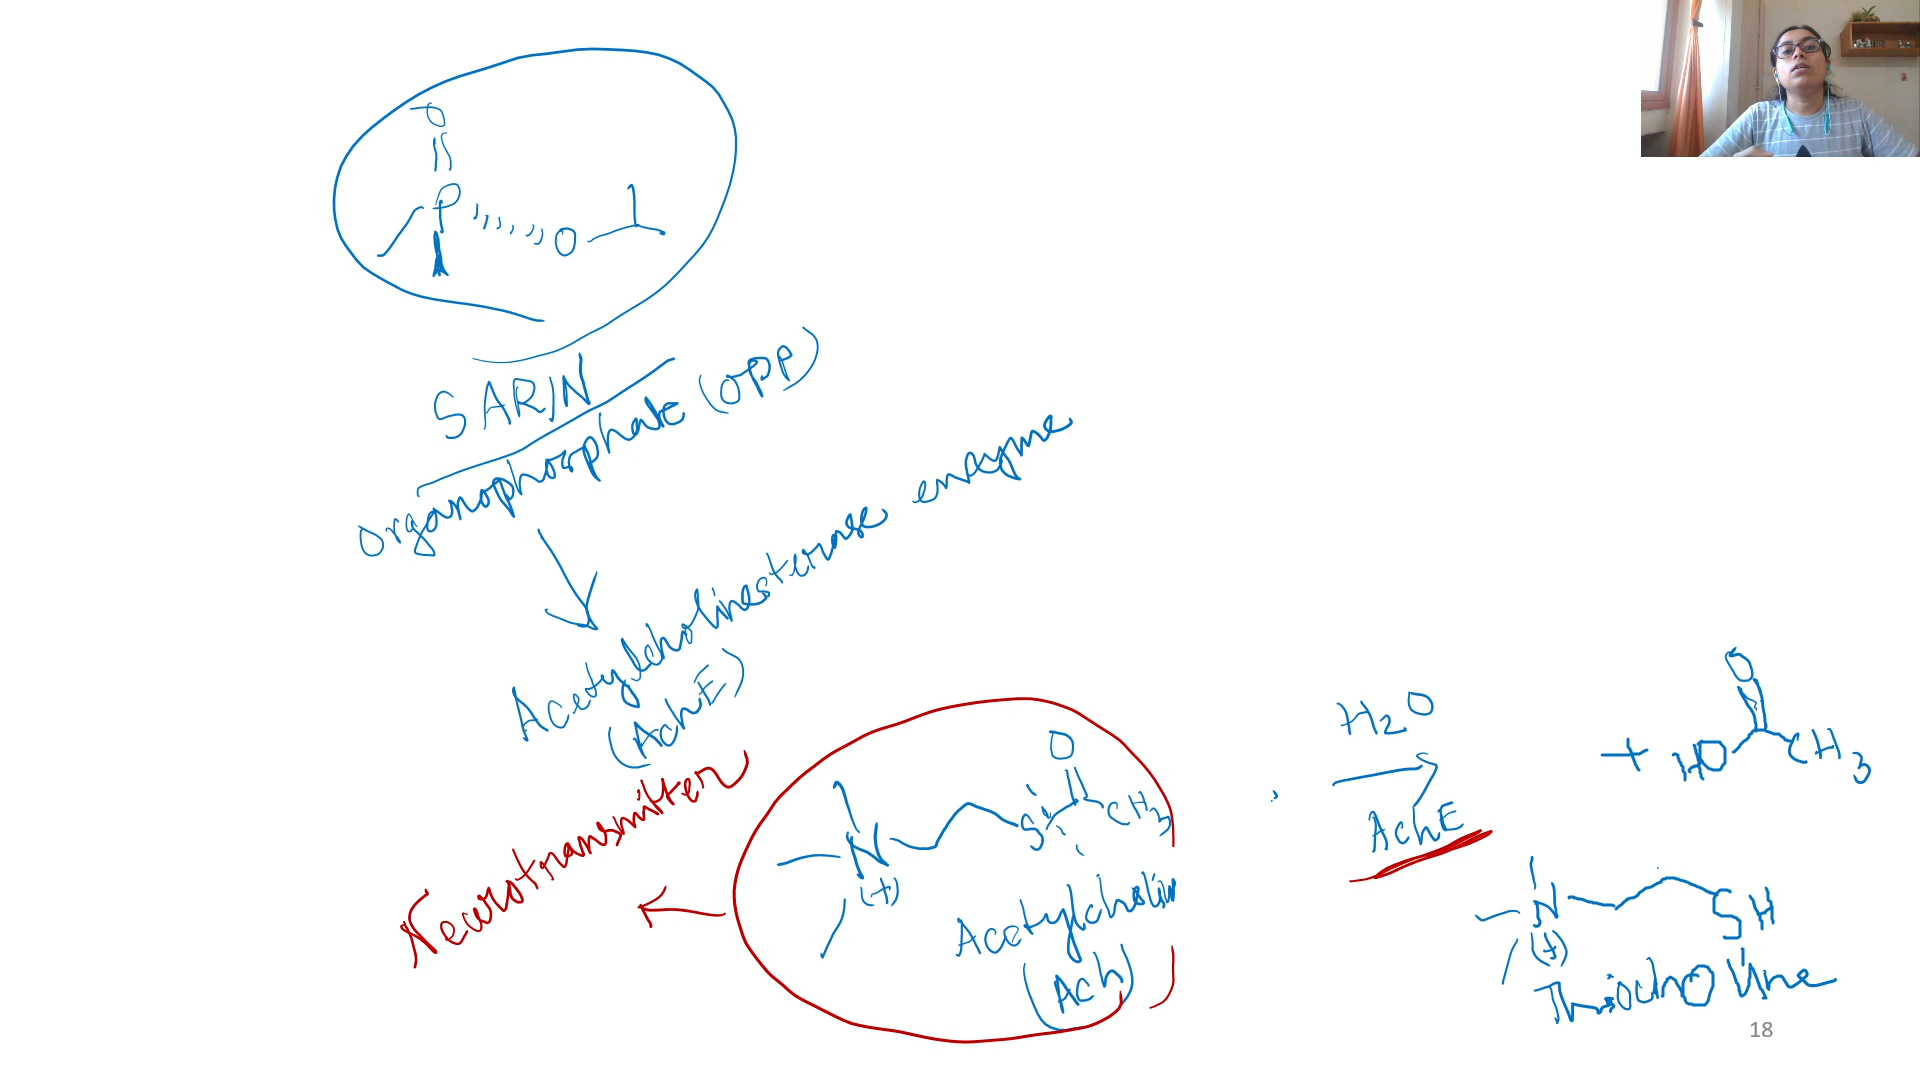 O
P
O
SARIN
Organophosphate (OPP)
Acetylcholinesterase enzyme
(AchE)
Neurotransmitter
O
N
S
CH3
(+)
Acetylcholin
(Ach)
H2O
AchE
+
O
HO
CH3
N
SH
(+)
Thiocholine
18